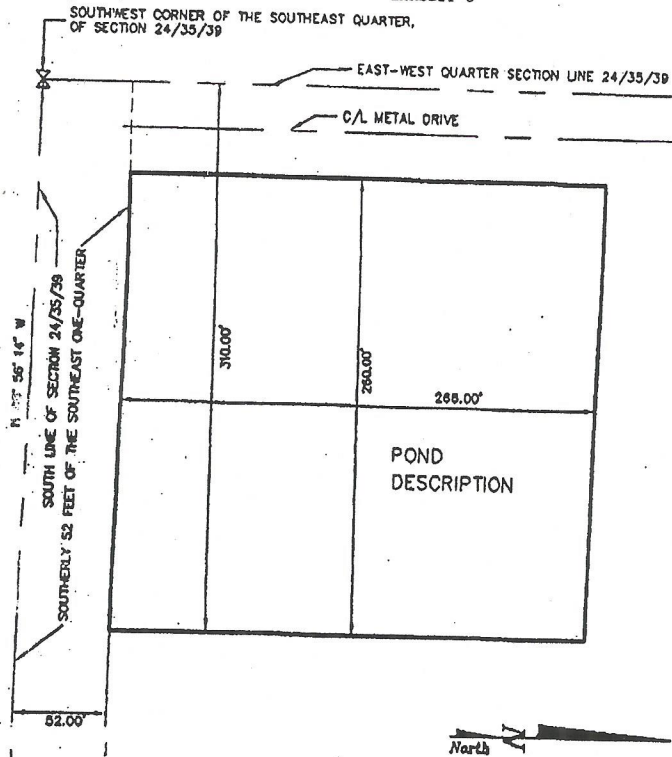 SOUTHWEST CORNER OF THE SOUTHEAST QUARTER,
OF SECTION 24/35/39
EAST-WEST QUARTER SECTION LINE 24/35/39
C/L METAL DRIVE
56' 14" W
SOUTH LINE OF SECTION 24/35/39
SOUTHERLY 52 FEET OF THE SOUTHEAST ONE-QUARTER
310.00'
260.00'
265.00'
POND
DESCRIPTION
52.00'
North